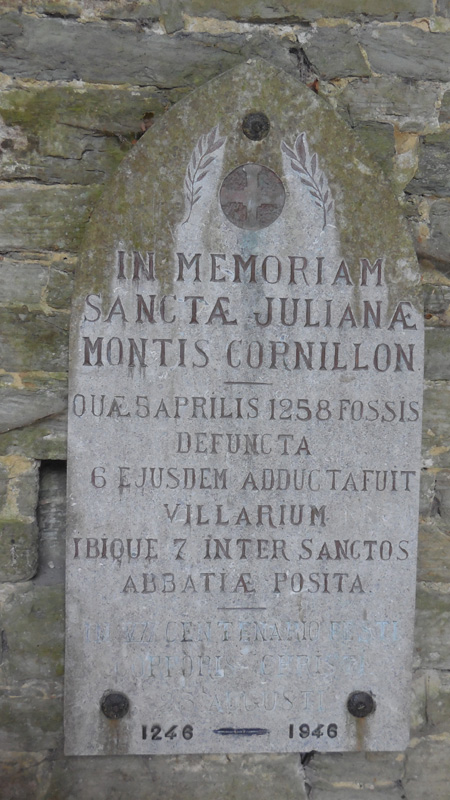 IN MEMORIAM
SANCTÆ JULIANÆ
MONTIS CORNILLON
QUÆ 5 APRILIS 1258 FOSSIS
DEFUNCTA
6 EJUSDEM ADDUCTA FUIT
VILLARIUM
IBIQUE 7 INTER SANCTOS
ABBATIÆ POSITA
CENTENARIO FESTI
CHRISTI
AUGUSTI
1246 - 1946